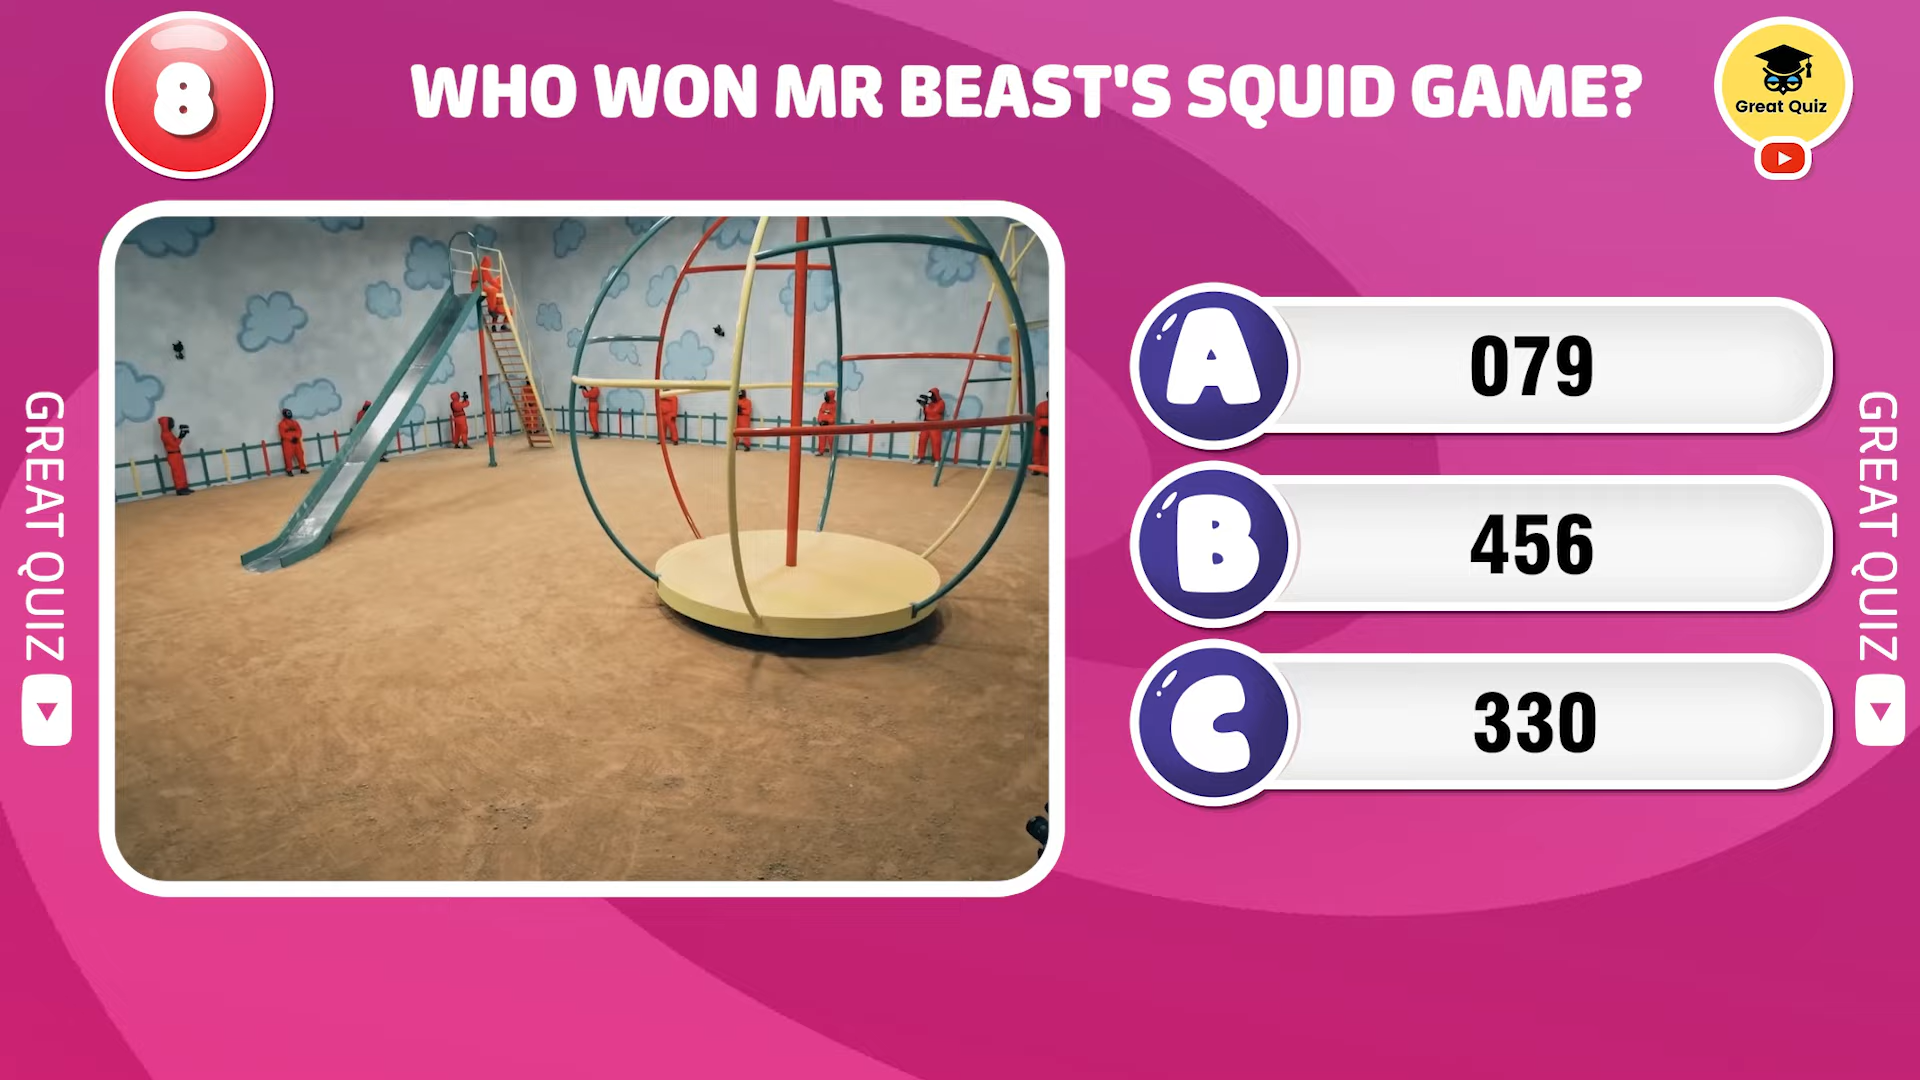 8
WHO WON MR BEAST'S SQUID GAME?
Great Quiz
A
079
B
456
C
330
GREAT QUIZ
GREAT QUIZ